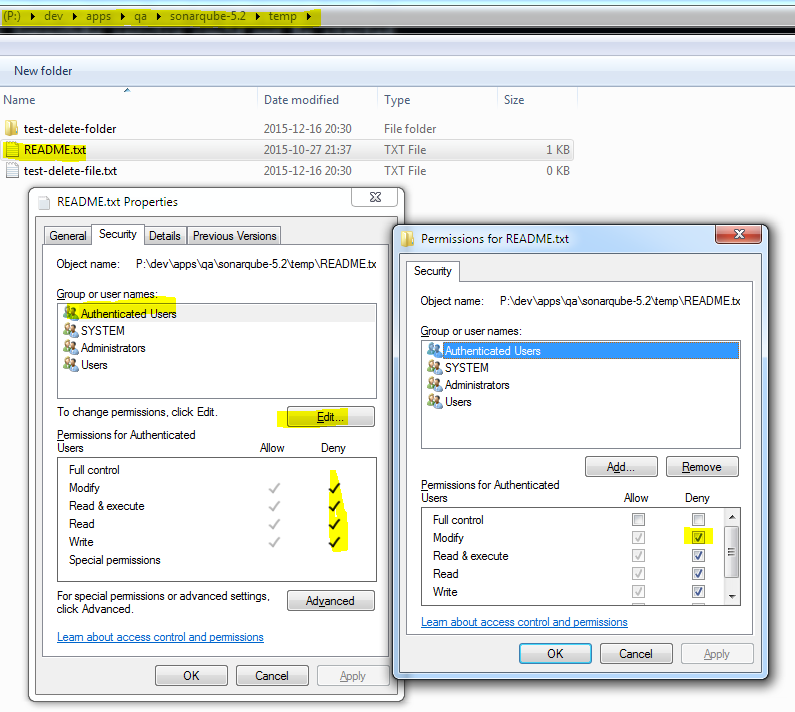 (P:) ▸ dev ▸ apps ▸ qa ▸ sonarqube-5.2 ▸ temp ▸
New folder
Name Date modified Type Size
test-delete-folder 2015-12-16 20:30 File folder
README.txt 2015-10-27 21:37 TXT File 1 KB
test-delete-file.txt 2015-12-16 20:30 TXT File 0 KB
README.txt Properties
General Security Details Previous Versions
Object name: P:\dev\apps\qa\sonarqube-5.2\temp\README.tx
Group or user names:
Authenticated Users
SYSTEM
Administrators
Users
To change permissions, click Edit.
Edit...
Permissions for Authenticated
Users Allow Deny
Full control
Modify
Read & execute
Read
Write
Special permissions
For special permissions or advanced settings,
click Advanced.
Advanced
Learn about access control and permissions
OK Cancel Apply
Permissions for README.txt
Security
Object name: P:\dev\apps\qa\sonarqube-5.2\temp\README.tx
Group or user names:
Authenticated Users
SYSTEM
Administrators
Users
Add... Remove
Permissions for Authenticated
Users Allow Deny
Full control
Modify
Read & execute
Read
Write
Learn about access control and permissions
OK Cancel Apply